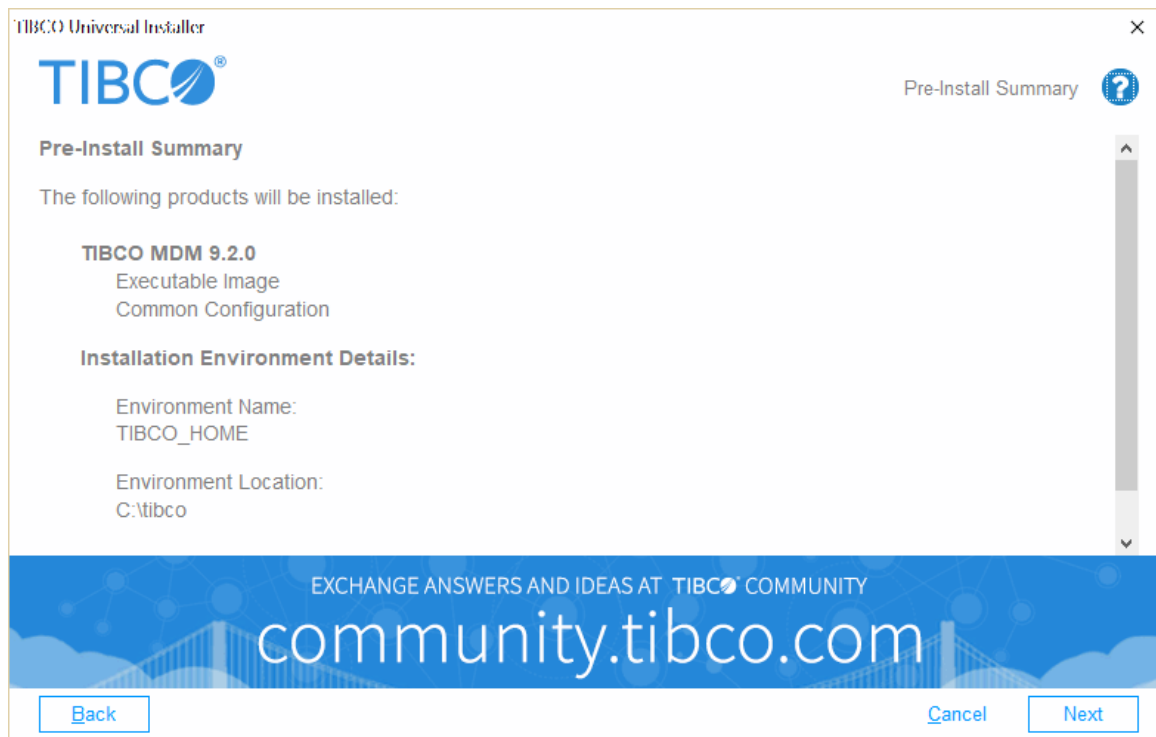 TIBCO Universal Installer
TIBCO®
Pre-Install Summary
Pre-Install Summary
The following products will be installed:
TIBCO MDM 9.2.0
Executable Image
Common Configuration
Installation Environment Details:
Environment Name:
TIBCO_HOME
Environment Location:
C:\tibco
EXCHANGE ANSWERS AND IDEAS AT TIBCO COMMUNITY
community.tibco.com
Back
Cancel
Next